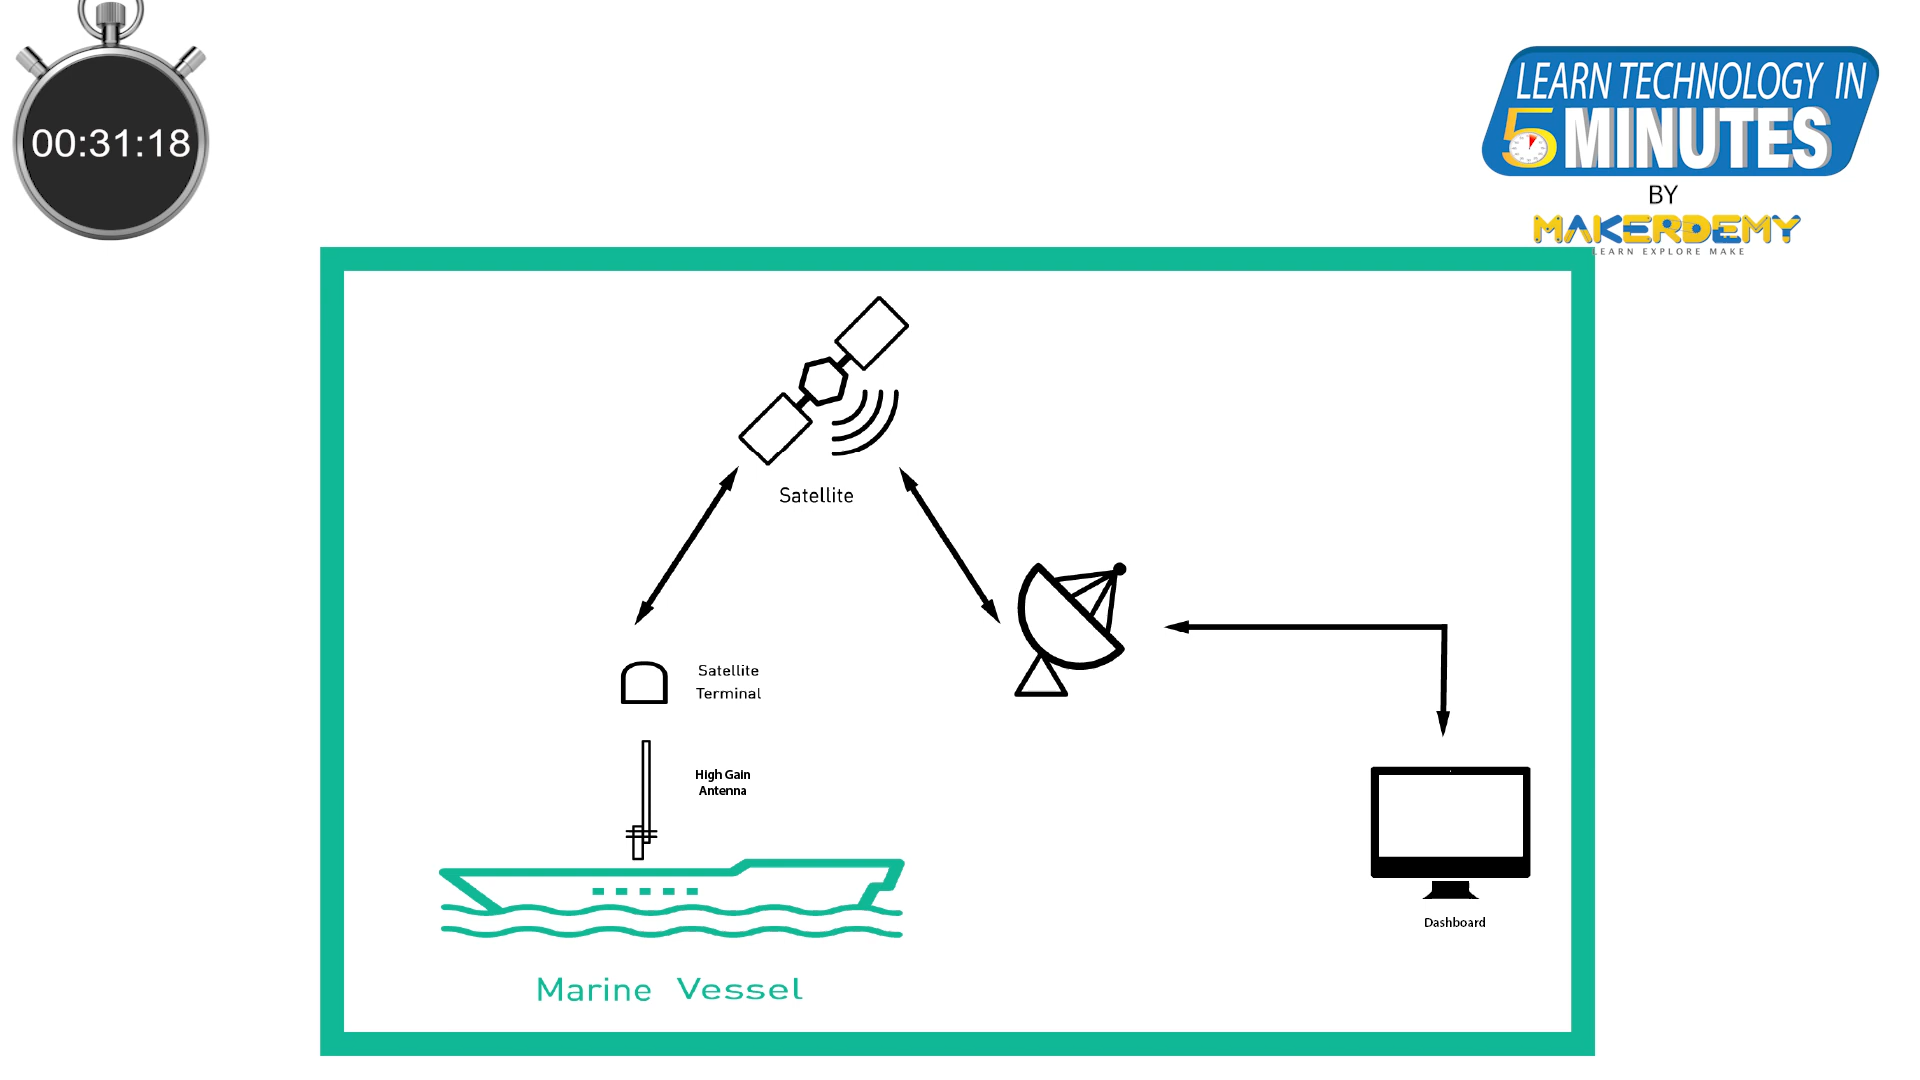 00:31:18
LEARN TECHNOLOGY IN
5 MINUTES
BY
MAKERDEMY
LEARN EXPLORE MAKE
Satellite
Satellite
Terminal
High Gain
Antenna
Dashboard
Marine Vessel